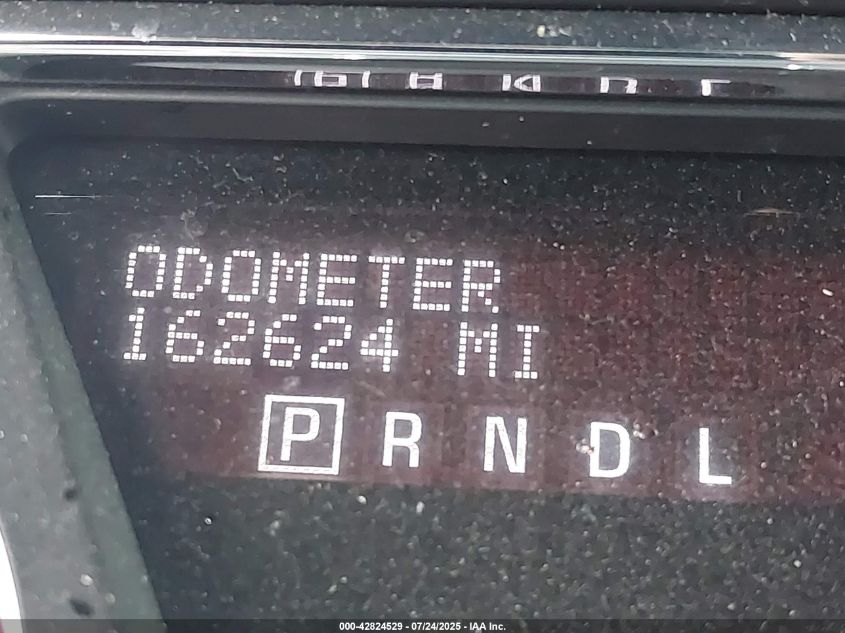 ODOMETER
162624 MI
P R N D L
000-42824529 - 07/24/2025 - IAA Inc.